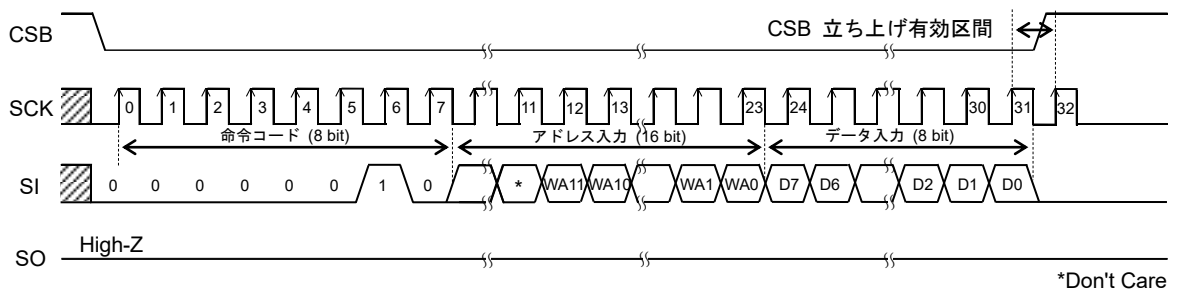 CSB
CSB 立ち上げ有効区間
SCK
0 1 2 3 4 5 6 7 11 12 13 23 24 30 31 32
命令コード (8 bit) アドレス入力 (16 bit) データ入力 (8 bit)
SI
0 0 0 0 0 0 1 0 * WA11 WA10 WA1 WA0 D7 D6 D2 D1 D0
High-Z
SO
*Don't Care